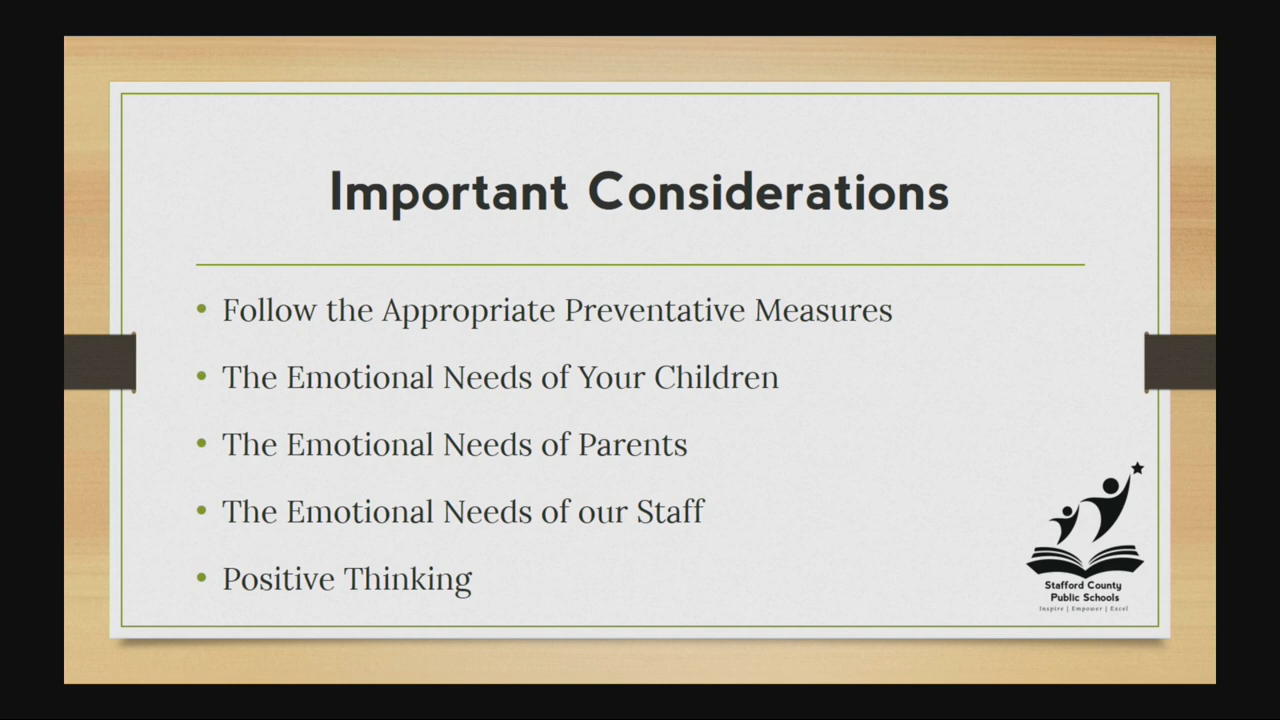 Important Considerations
• Follow the Appropriate Preventative Measures
• The Emotional Needs of Your Children
• The Emotional Needs of Parents
• The Emotional Needs of our Staff
• Positive Thinking
Stafford County
Public Schools
Inspire | Empower | Excel